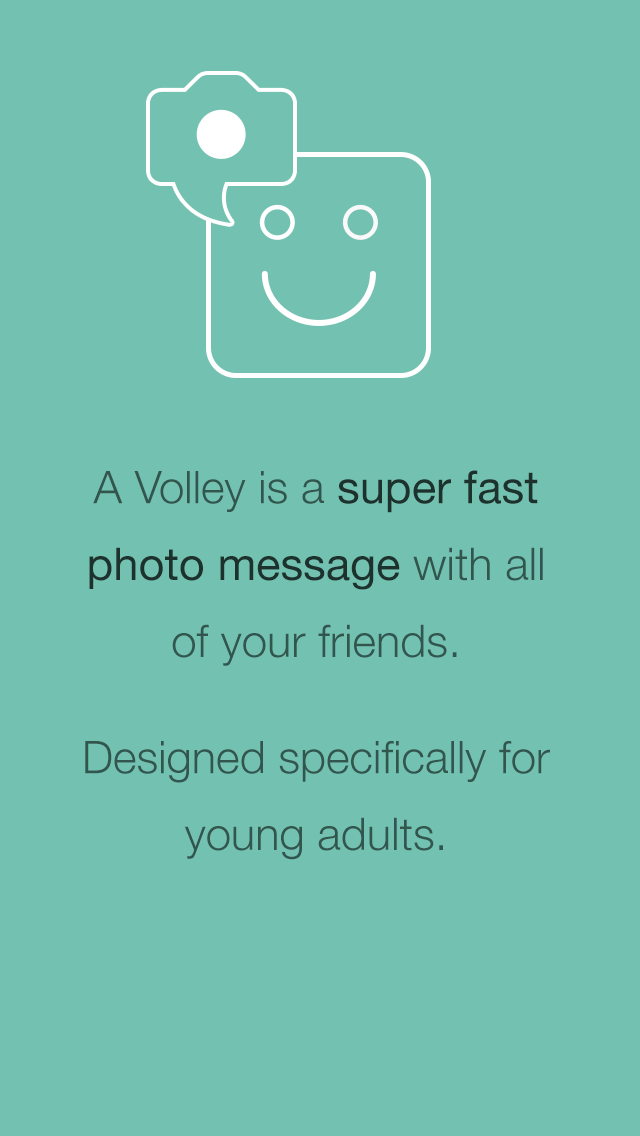 A Volley is a super fast
photo message with all
of your friends.
Designed specifically for
young adults.